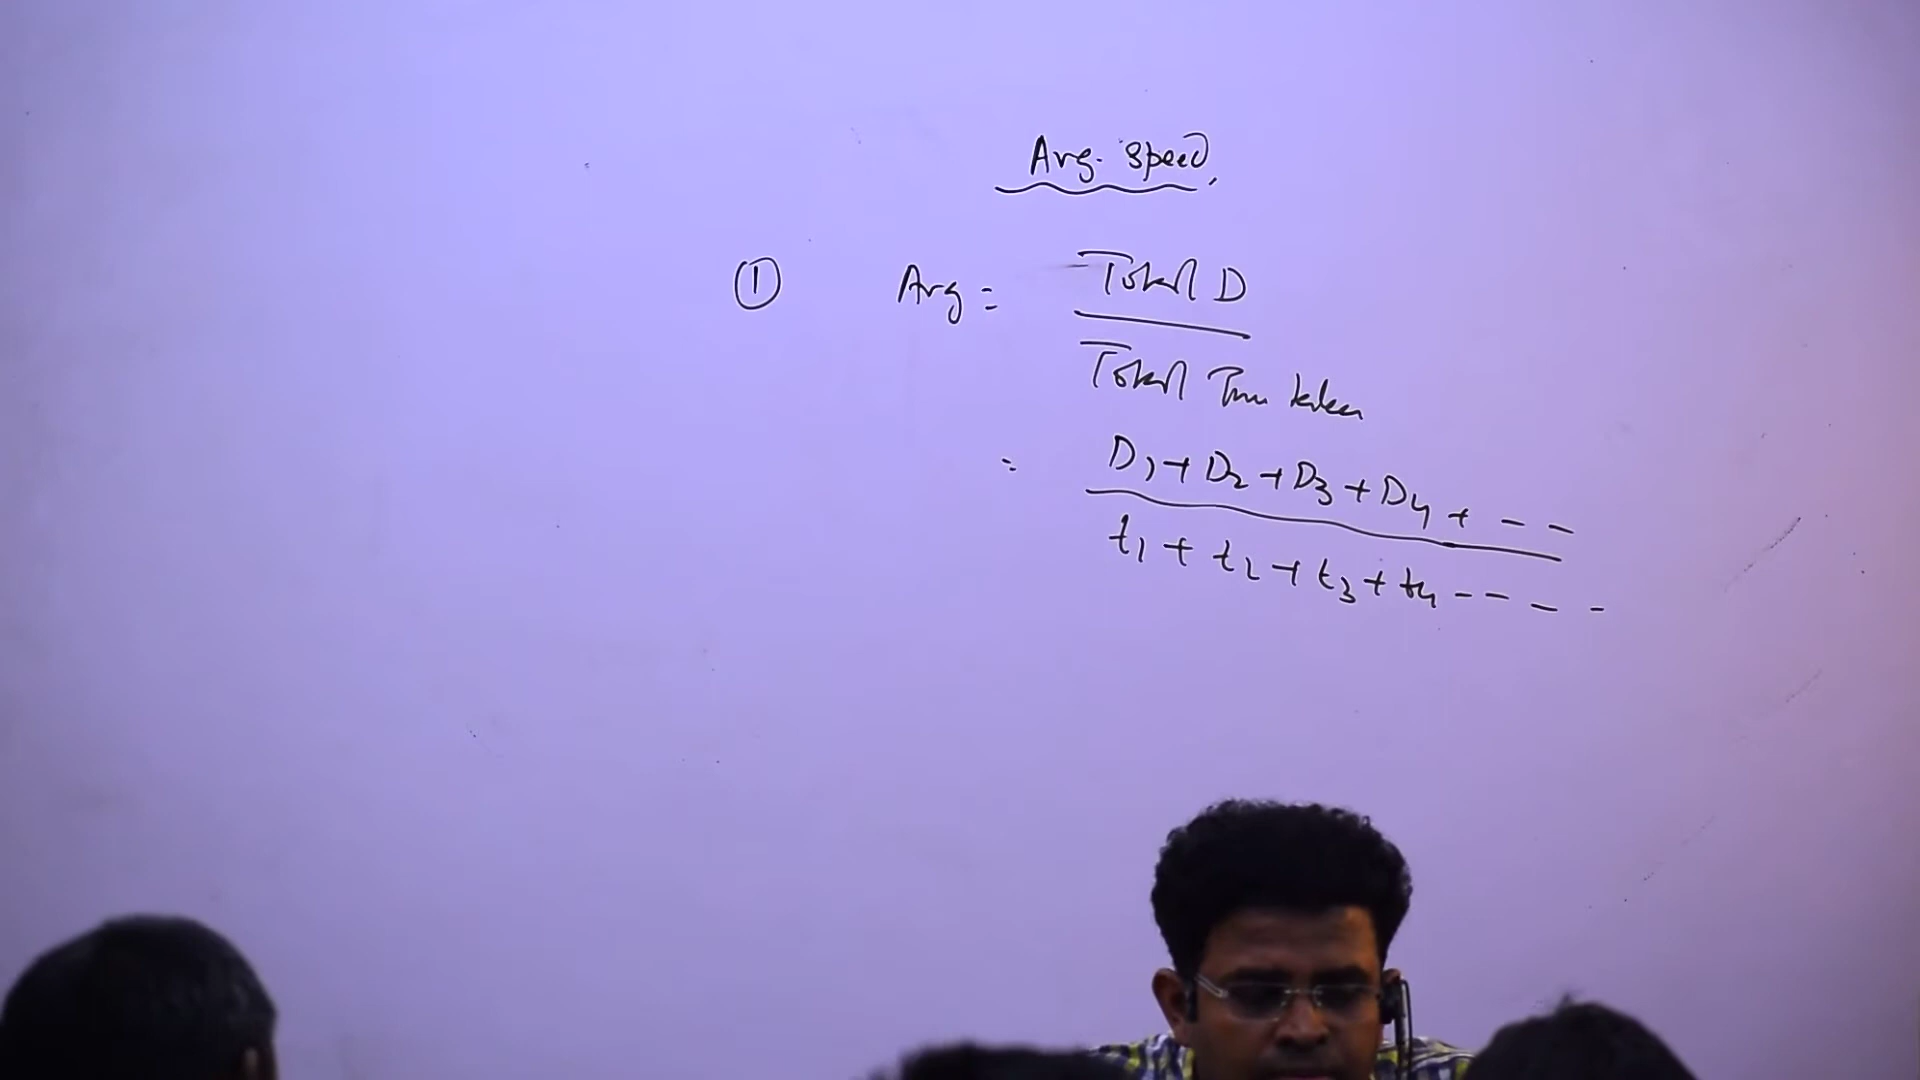 Avg. speed,
① Avg = Total D
Total Time taken
= D1 + D2 + D3 + D4 + - -
t1 + t2 + t3 + t4 - - - -